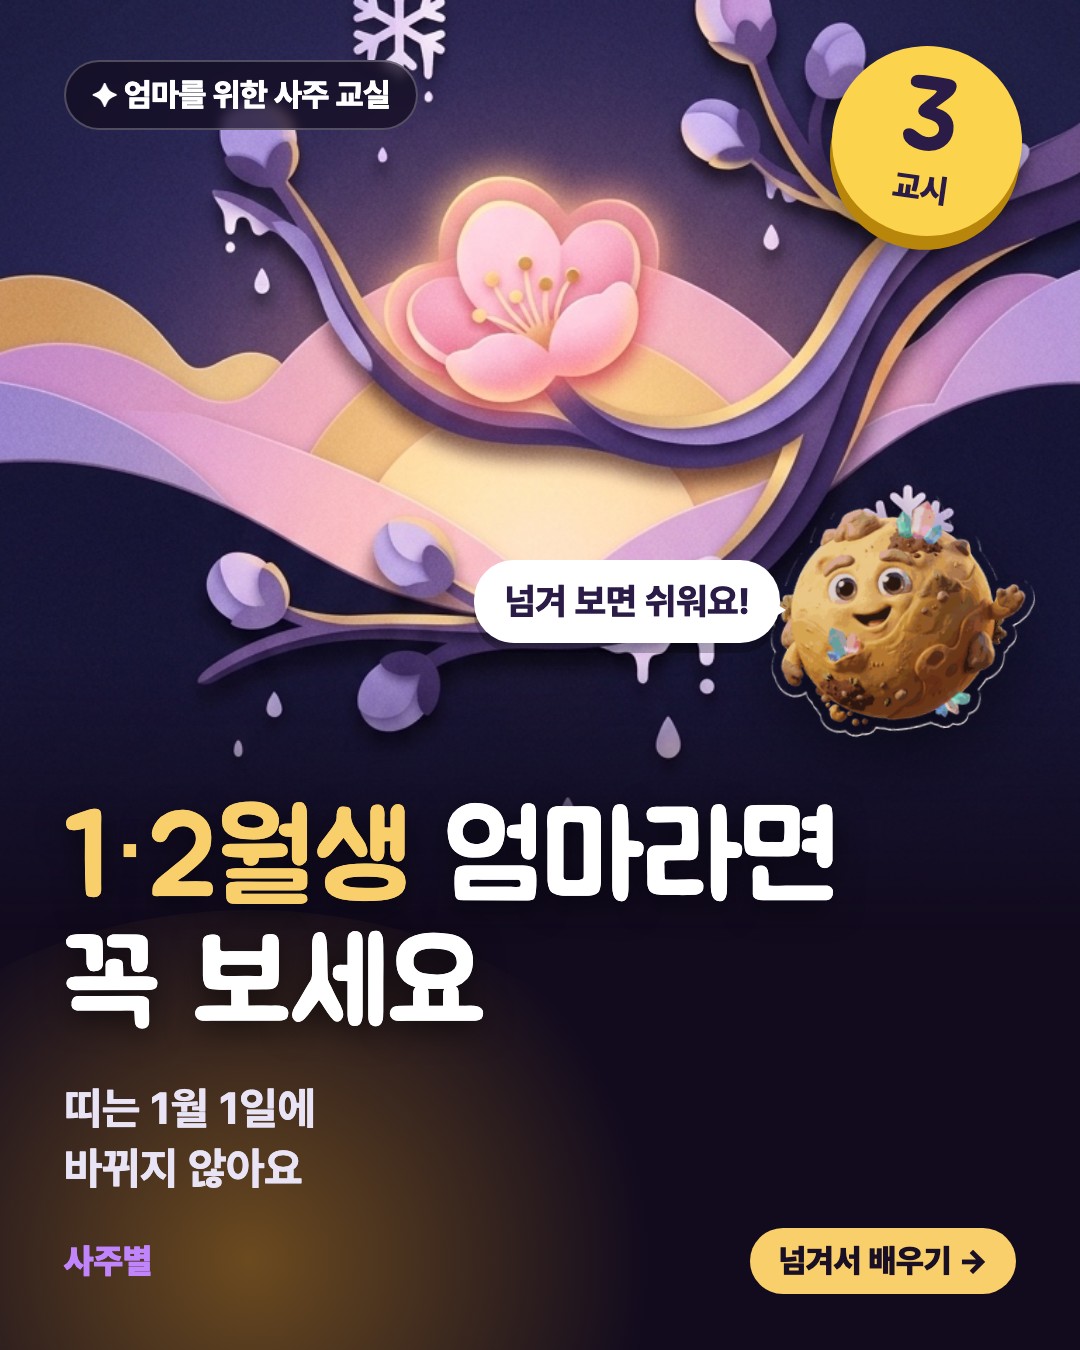 ✦ 엄마를 위한 사주 교실
3
교시
넘겨 보면 쉬워요!
1·2월생 엄마라면
꼭 보세요
띠는 1월 1일에
바뀌지 않아요
사주별
넘겨서 배우기 →